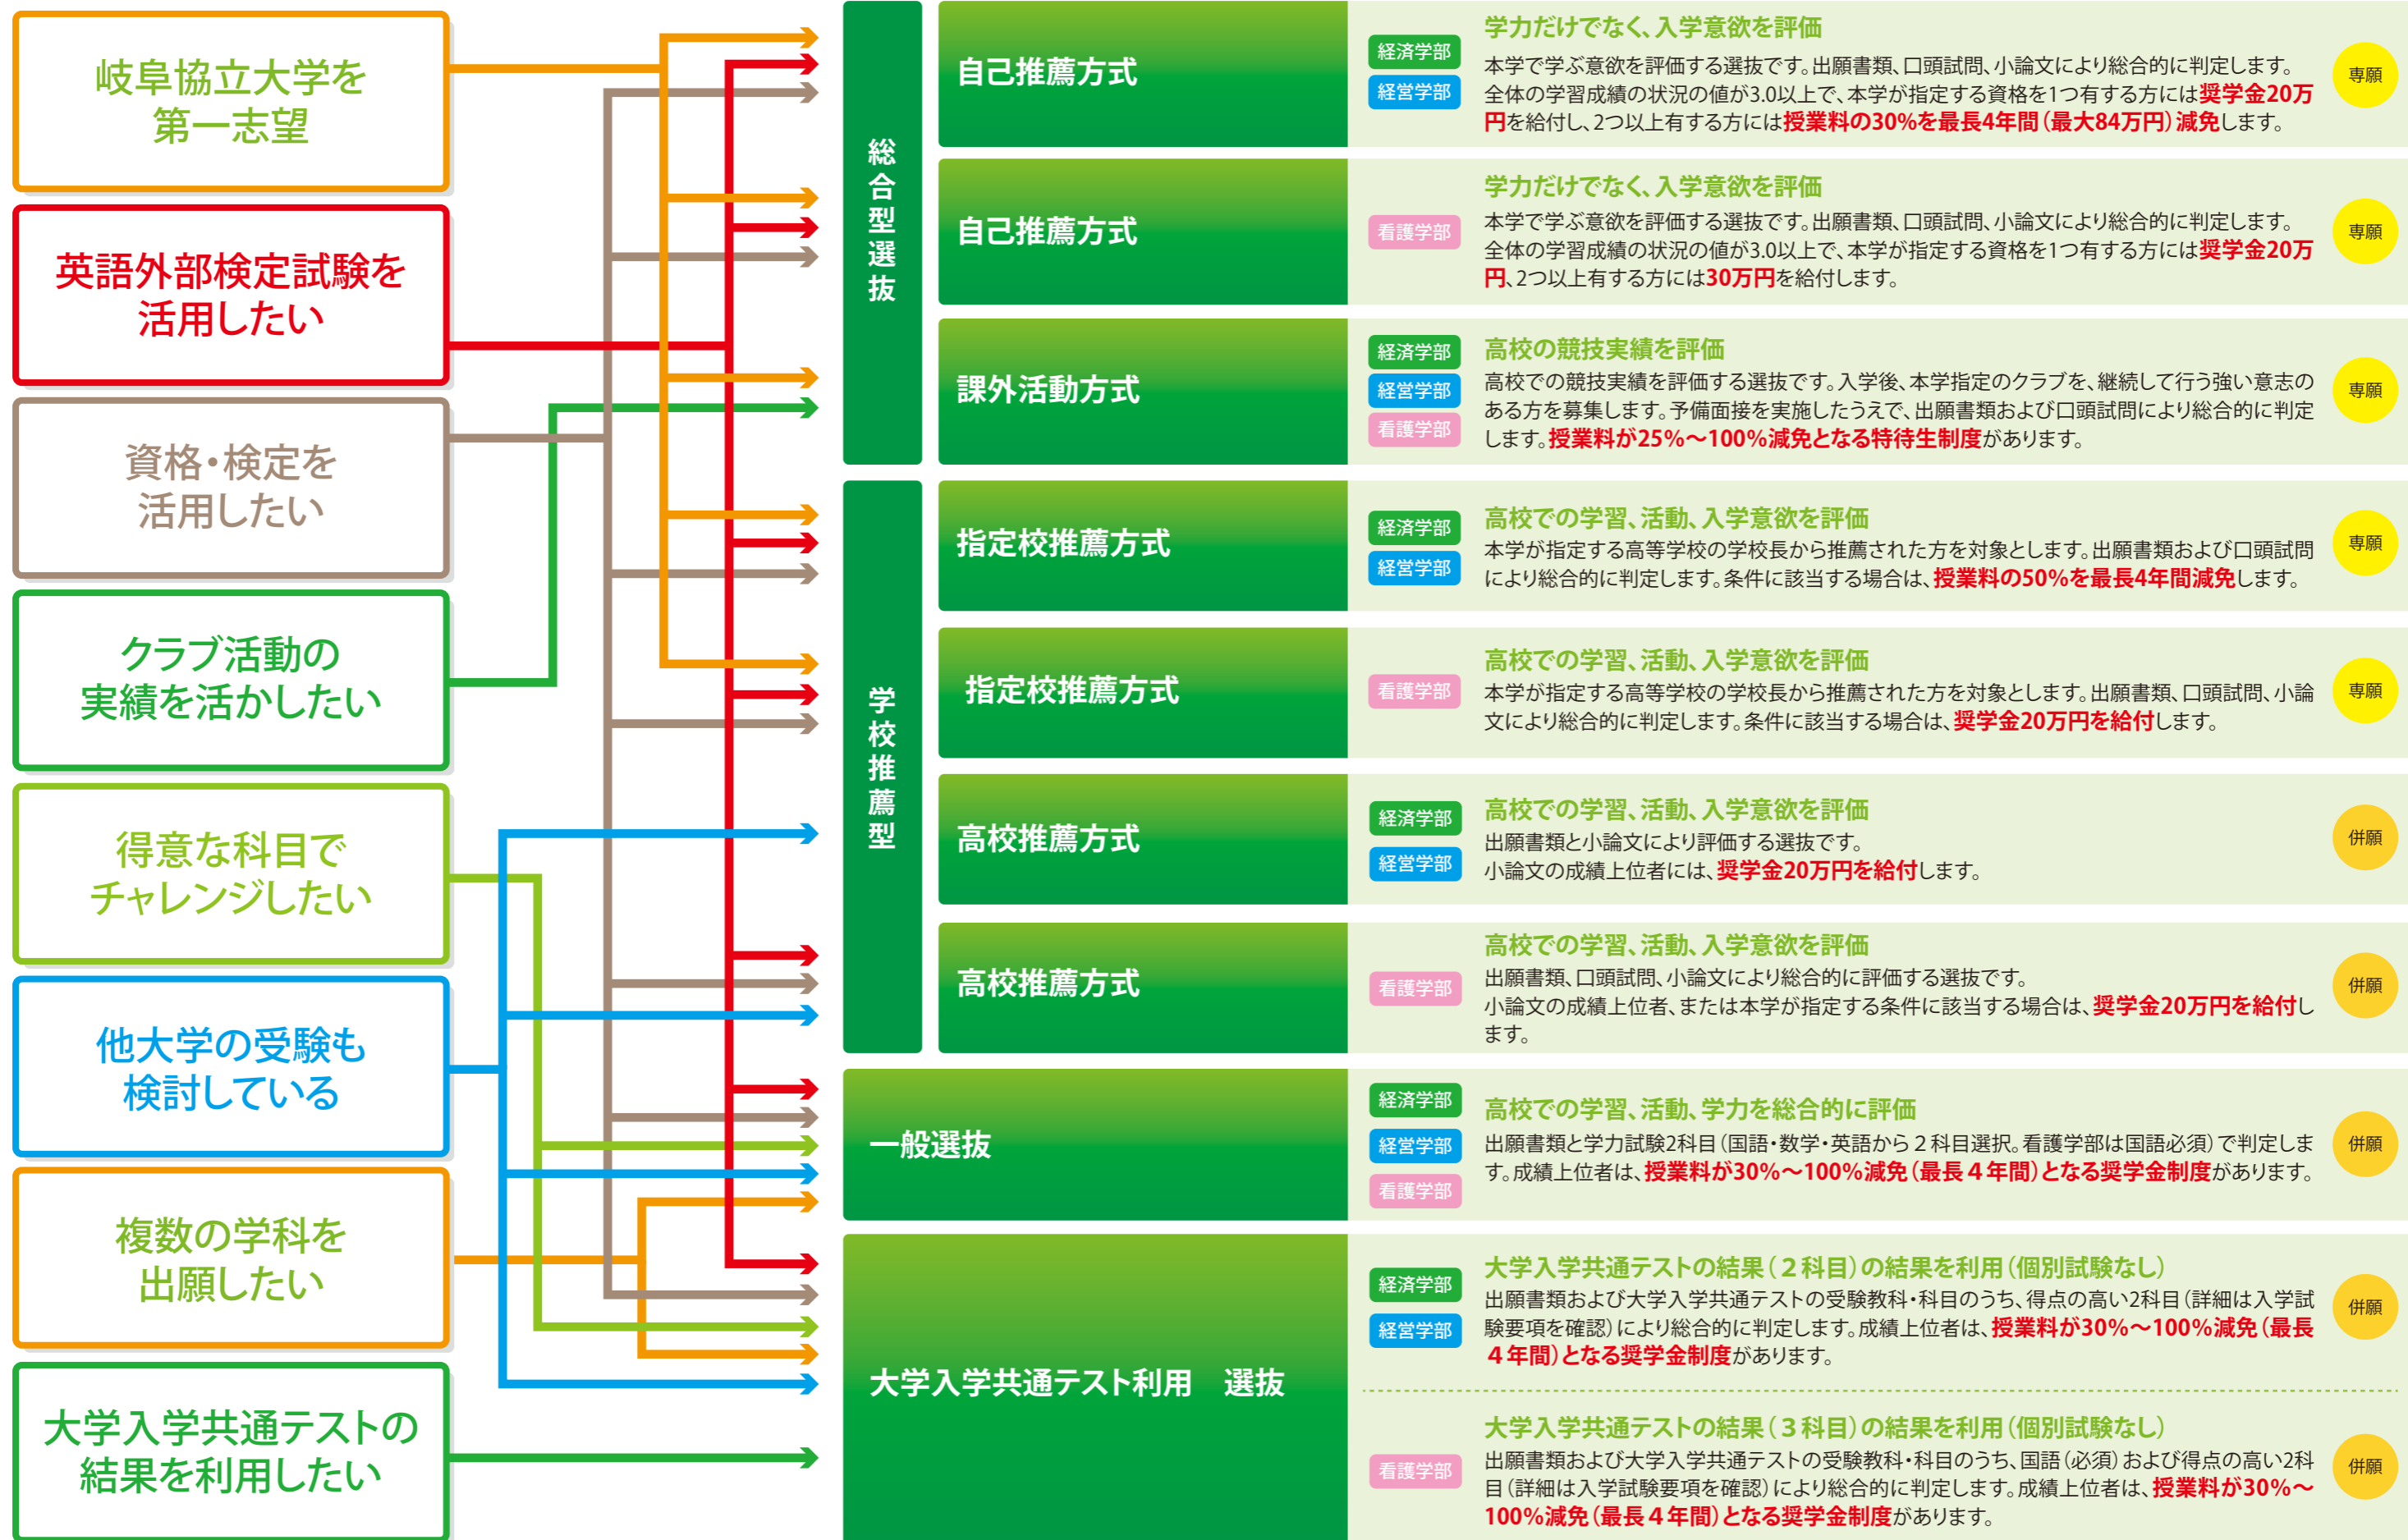 岐阜協立大学を
第一志望
英語外部検定試験を
活用したい
資格・検定を
活用したい
クラブ活動の
実績を活かしたい
得意な科目で
チャレンジしたい
他大学の受験も
検討している
複数の学科を
出願したい
大学入学共通テストの
結果を利用したい
総合型選抜
自己推薦方式
経済学部
経営学部
学力だけでなく、入学意欲を評価
本学で学ぶ意欲を評価する選抜です。出願書類、口頭試問、小論文により総合的に判定します。
全体の学習成績の状況の値が3.0以上で、本学が指定する資格を1つ有する方には奨学金20万
円を給付し、2つ以上有する方には授業料の30%を最長4年間（最大84万円）減免します。
専願
自己推薦方式
看護学部
学力だけでなく、入学意欲を評価
本学で学ぶ意欲を評価する選抜です。出願書類、口頭試問、小論文により総合的に判定します。
全体の学習成績の状況の値が3.0以上で、本学が指定する資格を1つ有する方には奨学金20万
円、2つ以上有する方には30万円を給付します。
専願
課外活動方式
経済学部
経営学部
看護学部
高校の競技実績を評価
高校での競技実績を評価する選抜です。入学後、本学指定のクラブを、継続して行う強い意志の
ある方を募集します。予備面接を実施したうえで、出願書類および口頭試問により総合的に判定
します。授業料が25%～100%減免となる特待生制度があります。
専願
学校推薦型
指定校推薦方式
経済学部
経営学部
高校での学習、活動、入学意欲を評価
本学が指定する高等学校の学校長から推薦された方を対象とします。出願書類および口頭試問
により総合的に判定します。条件に該当する場合は、授業料の50%を最長4年間減免します。
専願
指定校推薦方式
看護学部
高校での学習、活動、入学意欲を評価
本学が指定する高等学校の学校長から推薦された方を対象とします。出願書類、口頭試問、小論
文により総合的に判定します。条件に該当する場合は、奨学金20万円を給付します。
専願
高校推薦方式
経済学部
経営学部
高校での学習、活動、入学意欲を評価
出願書類と小論文により評価する選抜です。
小論文の成績上位者には、奨学金20万円を給付します。
併願
高校推薦方式
看護学部
高校での学習、活動、入学意欲を評価
出願書類、口頭試問、小論文により総合的に評価する選抜です。
小論文の成績上位者、または本学が指定する条件に該当する場合は、奨学金20万円を給付し
ます。
併願
一般選抜
経済学部
経営学部
看護学部
高校での学習、活動、学力を総合的に評価
出願書類と学力試験2科目（国語・数学・英語から２科目選択。看護学部は国語必須）で判定しま
す。成績上位者は、授業料が30%～100%減免（最長４年間）となる奨学金制度があります。
併願
大学入学共通テスト利用　選抜
経済学部
経営学部
大学入学共通テストの結果（２科目）の結果を利用（個別試験なし）
出願書類および大学入学共通テストの受験教科・科目のうち、得点の高い2科目（詳細は入学試
験要項を確認）により総合的に判定します。成績上位者は、授業料が30%～100%減免（最長
４年間）となる奨学金制度があります。
併願
看護学部
大学入学共通テストの結果（３科目）の結果を利用（個別試験なし）
出願書類および大学入学共通テストの受験教科・科目のうち、国語（必須）および得点の高い2科
目（詳細は入学試験要項を確認）により総合的に判定します。成績上位者は、授業料が30%～
100%減免（最長４年間）となる奨学金制度があります。
併願